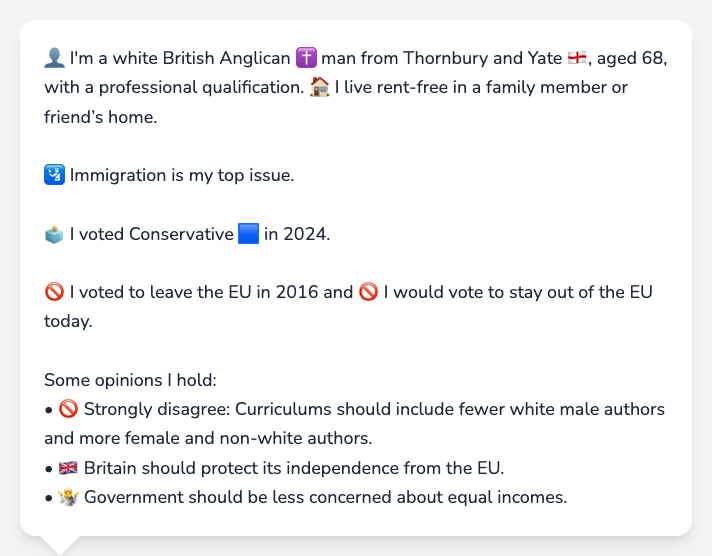 👤 I'm a white British Anglican ✝️ man from Thornbury and Yate 🏴󠁧󠁢󠁥󠁮󠁧󠁿, aged 68,
with a professional qualification. 🏠 I live rent-free in a family member or
friend’s home.
🛂 Immigration is my top issue.
🗳️ I voted Conservative 🟦 in 2024.
🚫 I voted to leave the EU in 2016 and 🚫 I would vote to stay out of the EU
today.
Some opinions I hold:
• 🚫 Strongly disagree: Curriculums should include fewer white male authors
and more female and non-white authors.
• 🇬🇧 Britain should protect its independence from the EU.
• 🤷 Government should be less concerned about equal incomes.